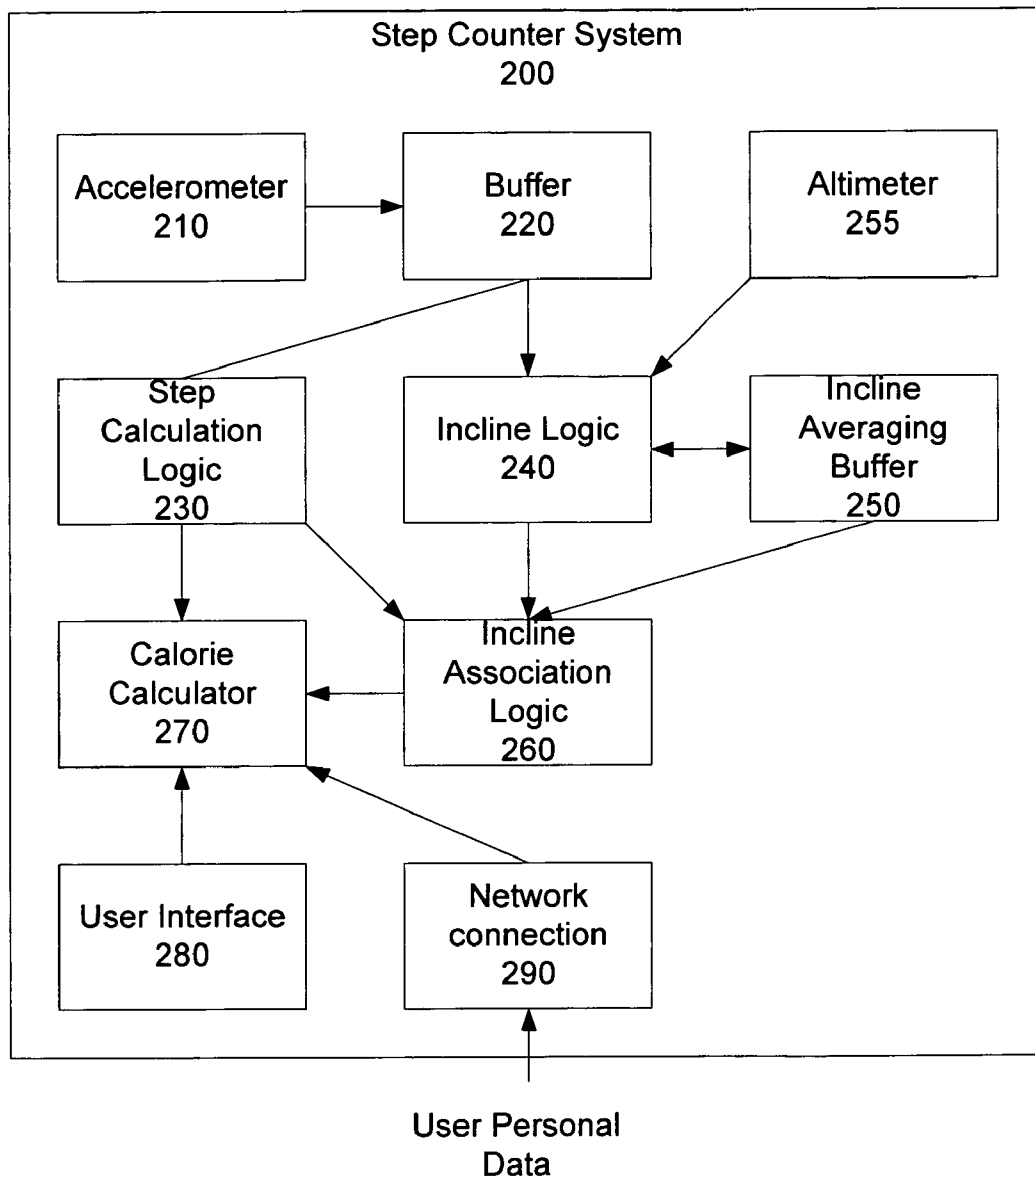 Step Counter System
200
Accelerometer
210
Buffer
220
Altimeter
255
Step
Calculation
Logic
230
Incline Logic
240
Incline
Averaging
Buffer
250
Calorie
Calculator
270
Incline
Association
Logic
260
User Interface
280
Network
connection
290
User Personal
Data